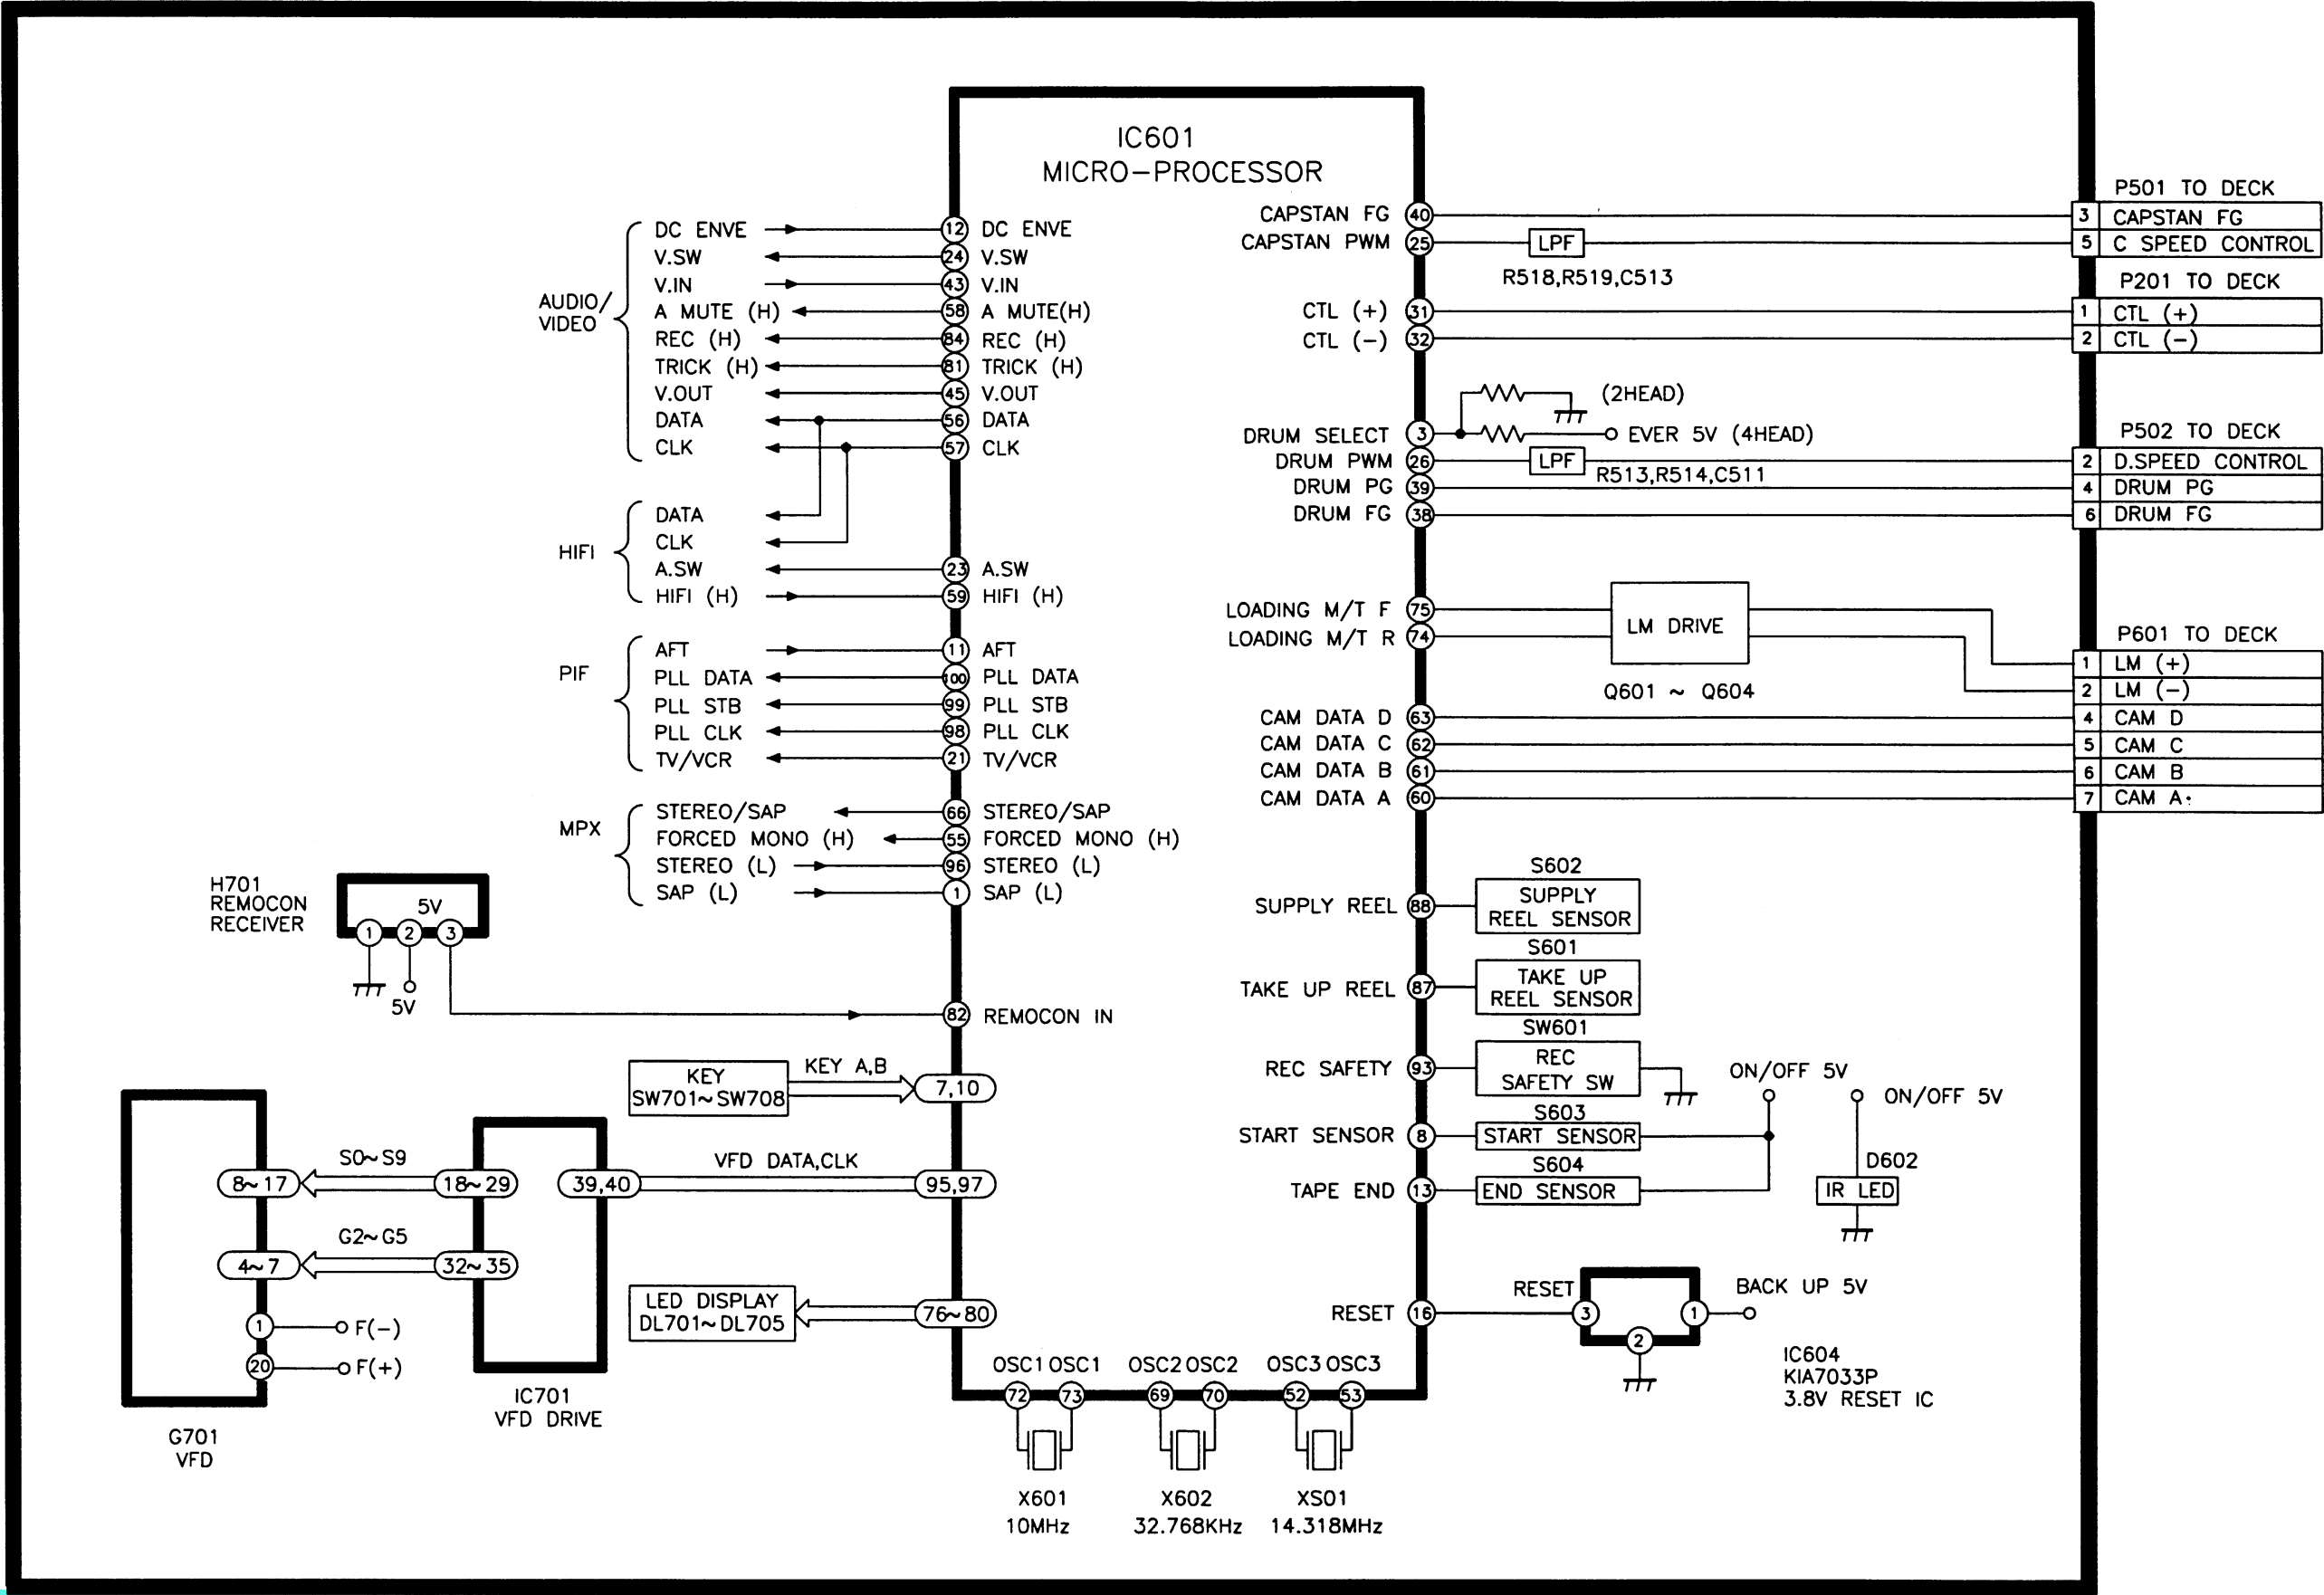 IC601
MICRO-PROCESSOR
AUDIO/
VIDEO
DC ENVE 12 DC ENVE
V.SW 24 V.SW
V.IN 43 V.IN
A MUTE (H) 58 A MUTE(H)
REC (H) 84 REC (H)
TRICK (H) 81 TRICK (H)
V.OUT 45 V.OUT
DATA 56 DATA
CLK 57 CLK
HIFI
DATA
CLK
A.SW 23 A.SW
HIFI (H) 59 HIFI (H)
PIF
AFT 11 AFT
PLL DATA 100 PLL DATA
PLL STB 99 PLL STB
PLL CLK 98 PLL CLK
TV/VCR 21 TV/VCR
MPX
STEREO/SAP 66 STEREO/SAP
FORCED MONO (H) 55 FORCED MONO (H)
STEREO (L) 96 STEREO (L)
SAP (L) 1 SAP (L)
H701
REMOCON
RECEIVER
5V
1 2 3
5V
82 REMOCON IN
KEY
SW701~SW708
KEY A,B
7,10
S0~S9
8~17
18~29
39,40
VFD DATA,CLK
95,97
G2~G5
4~7
32~35
1 F(-)
20 F(+)
G701
VFD
IC701
VFD DRIVE
LED DISPLAY
DL701~DL705
76~80
OSC1 OSC1 OSC2 OSC2 OSC3 OSC3
72 73 69 70 52 53
X601
10MHz
X602
32.768KHz
XS01
14.318MHz
CAPSTAN FG 40
CAPSTAN PWM 25 LPF
R518,R519,C513
CTL (+) 31
CTL (-) 32
(2HEAD)
DRUM SELECT 3 EVER 5V (4HEAD)
DRUM PWM 26 LPF
R513,R514,C511
DRUM PG 39
DRUM FG 38
LOADING M/T F 75
LOADING M/T R 74
LM DRIVE
Q601 ~ Q604
CAM DATA D 63
CAM DATA C 62
CAM DATA B 61
CAM DATA A 60
S602
SUPPLY REEL 88
SUPPLY
REEL SENSOR
S601
TAKE UP REEL 87
TAKE UP
REEL SENSOR
SW601
REC SAFETY 93
REC
SAFETY SW
S603
START SENSOR 8 START SENSOR
S604
TAPE END 13 END SENSOR
ON/OFF 5V
ON/OFF 5V
D602
IR LED
RESET 16
RESET
3 2 1
BACK UP 5V
IC604
KIA7033P
3.8V RESET IC
P501 TO DECK
3 CAPSTAN FG
5 C SPEED CONTROL
P201 TO DECK
1 CTL (+)
2 CTL (-)
P502 TO DECK
2 D.SPEED CONTROL
4 DRUM PG
6 DRUM FG
P601 TO DECK
1 LM (+)
2 LM (-)
4 CAM D
5 CAM C
6 CAM B
7 CAM A